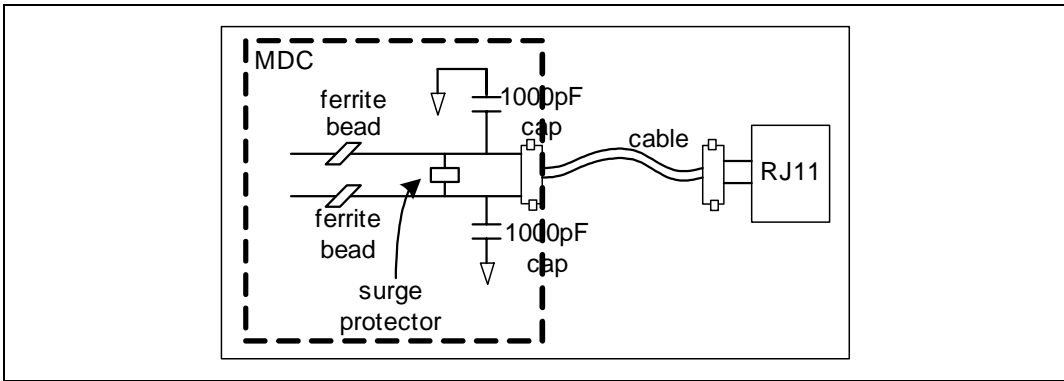 MDC
ferrite
bead
1000pF
cap
cable
RJ11
ferrite
bead
1000pF
cap
surge
protector